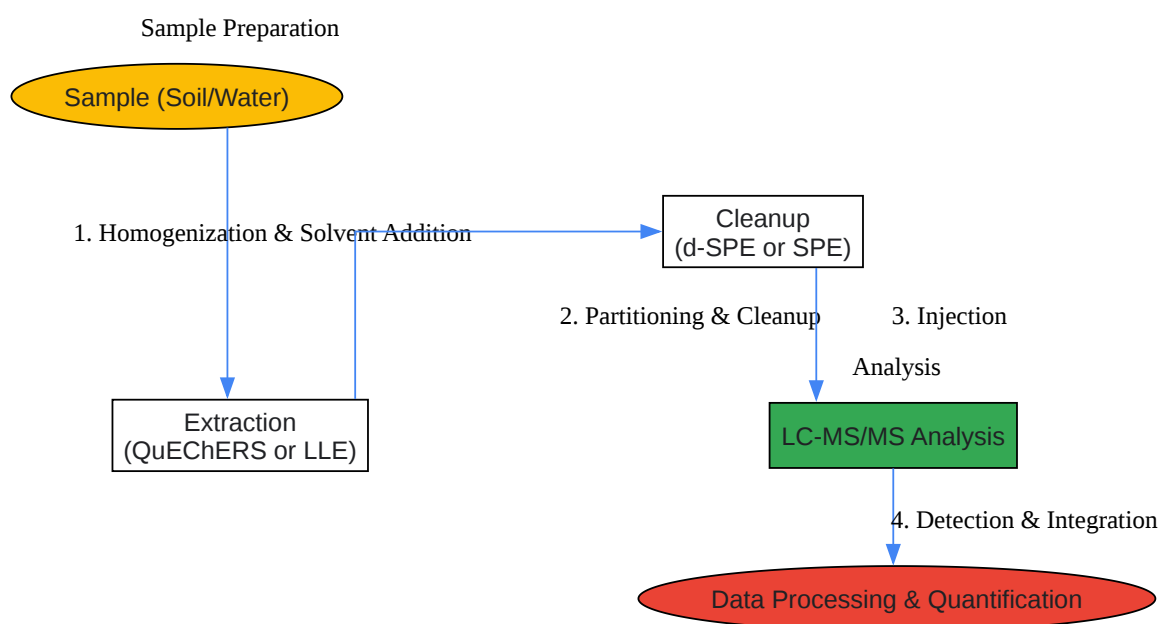 Sample Preparation
Sample (Soil/Water)
1. Homogenization & Solvent Addition
Extraction
(QuEChERS or LLE)
Cleanup
(d-SPE or SPE)
2. Partitioning & Cleanup
3. Injection
Analysis
LC-MS/MS Analysis
4. Detection & Integration
Data Processing & Quantification